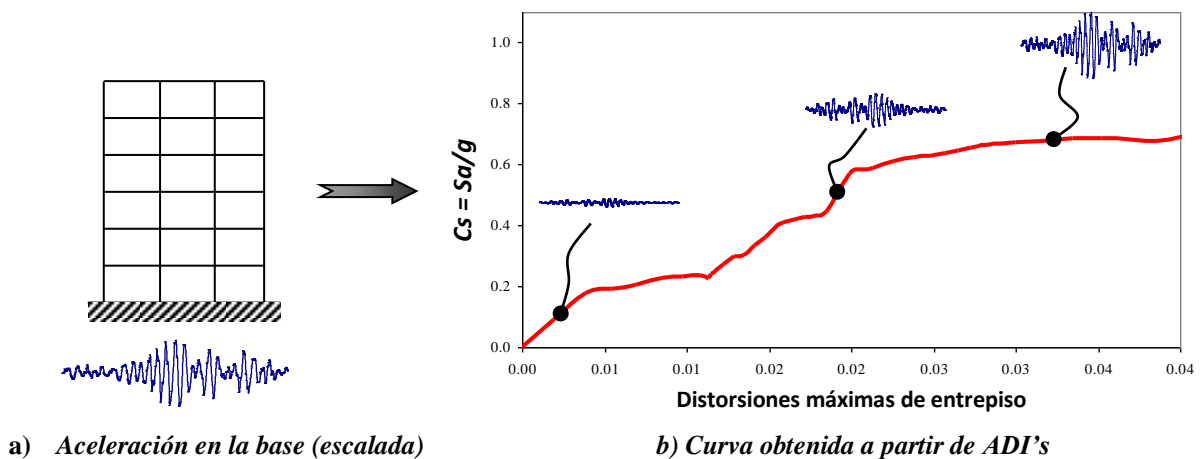 1.0
0.8
0.6
0.4
0.2
0.0
Cs = Sa/g
0.00 0.01 0.01 0.02 0.02 0.03 0.03 0.04 0.04
Distorsiones máximas de entrepiso
a) Aceleración en la base (escalada)
b) Curva obtenida a partir de ADI's